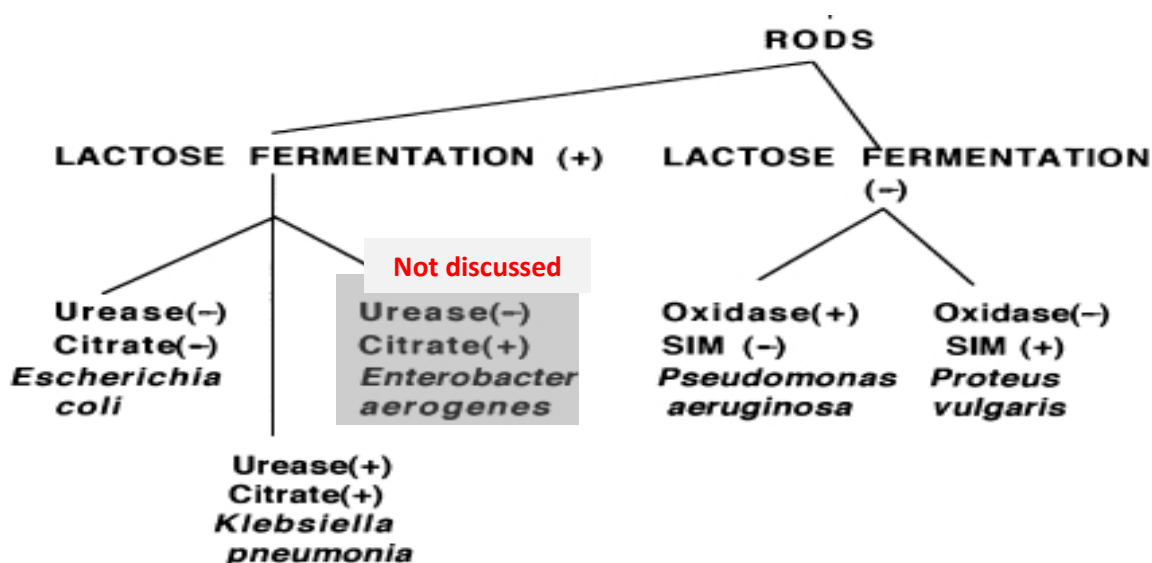 RODS
LACTOSE FERMENTATION (+)
LACTOSE FERMENTATION
(–)
Not discussed
Urease(–)
Citrate(–)
Escherichia
coli
Urease(+)
Citrate(+)
Klebsiella
pneumonia
Urease(–)
Citrate(+)
Enterobacter
aerogenes
Oxidase(+)
SIM (–)
Pseudomonas
aeruginosa
Oxidase(–)
SIM (+)
Proteus
vulgaris